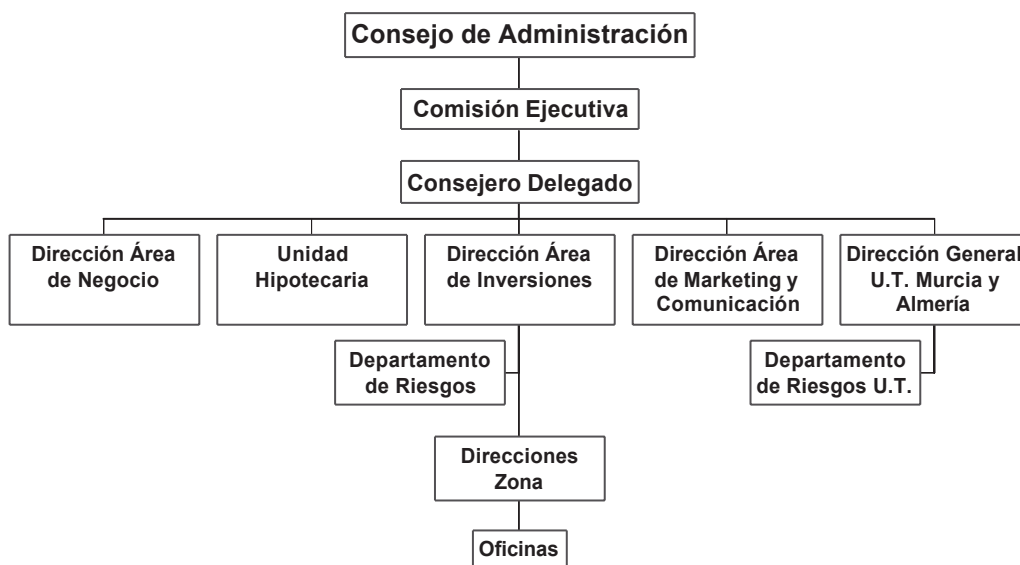 Consejo de Administración
Comisión Ejecutiva
Consejero Delegado
Dirección Área
de Negocio
Unidad
Hipotecaria
Dirección Área
de Inversiones
Dirección Área
de Marketing y
Comunicación
Dirección General
U.T. Murcia y
Almería
Departamento
de Riesgos
Departamento
de Riesgos U.T.
Direcciones
Zona
Oficinas